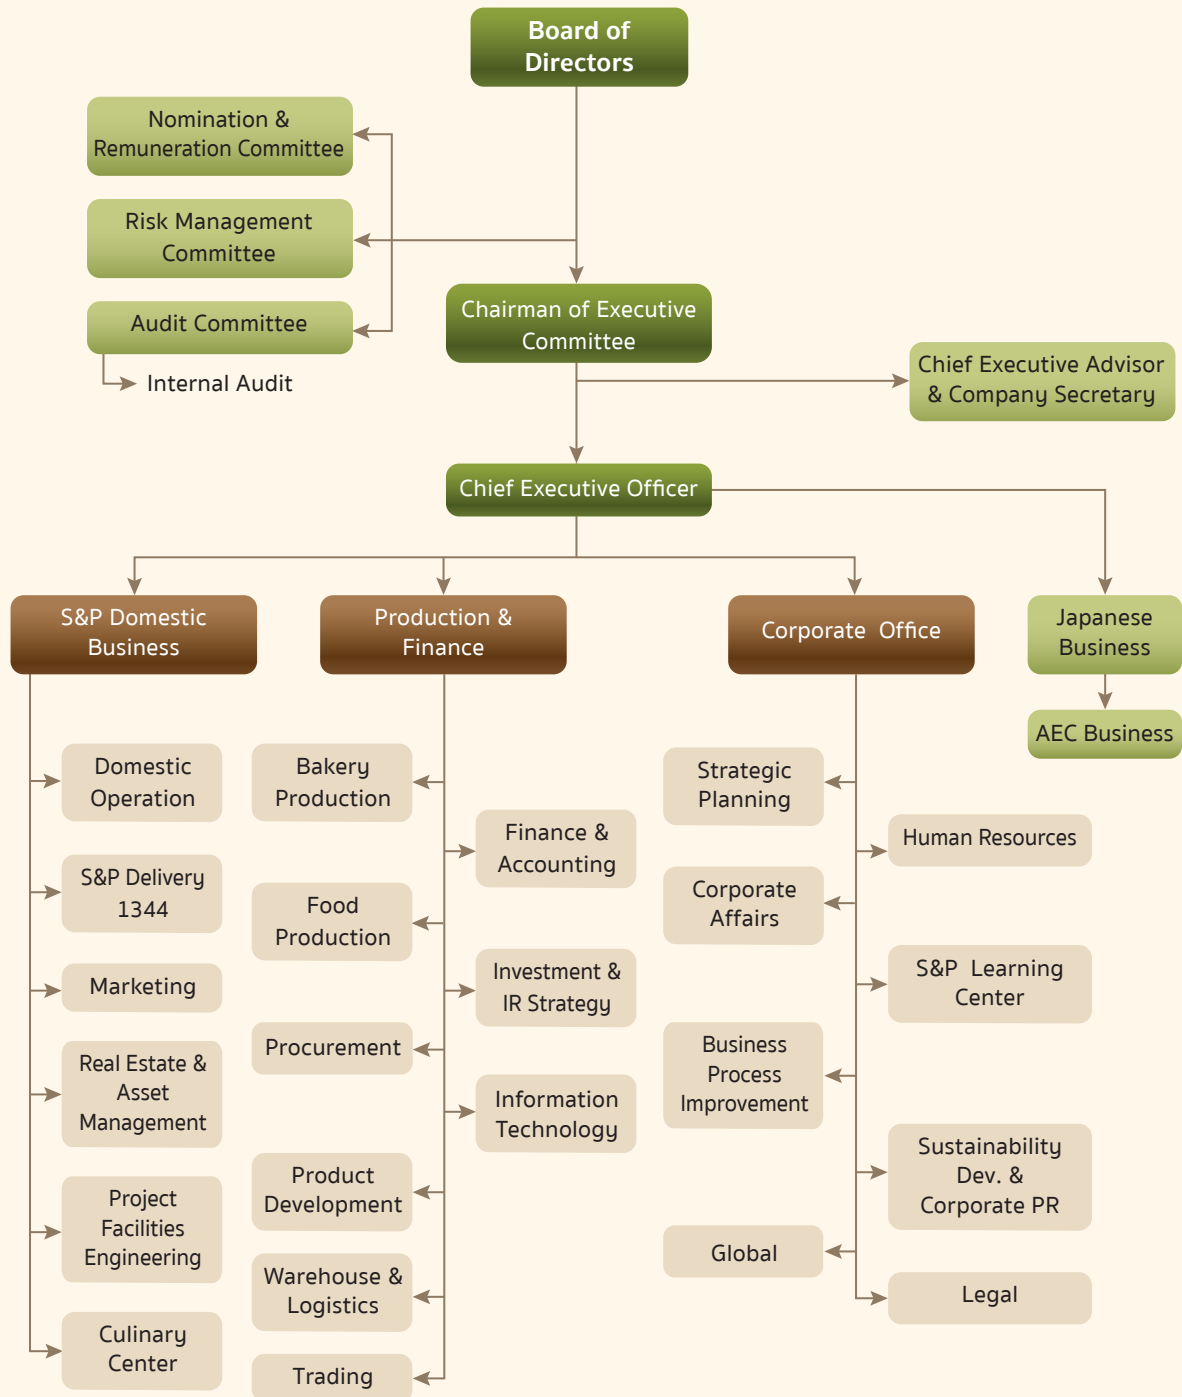 Board of
Directors
Nomination &
Remuneration Committee
Risk Management
Committee
Audit Committee
Internal Audit
Chairman of Executive
Committee
Chief Executive Advisor
& Company Secretary
Chief Executive Officer
S&P Domestic
Business
Production &
Finance
Corporate Office
Japanese
Business
AEC Business
Domestic
Operation
S&P Delivery
1344
Marketing
Real Estate &
Asset
Management
Project
Facilities
Engineering
Culinary
Center
Bakery
Production
Food
Production
Procurement
Product
Development
Warehouse &
Logistics
Trading
Finance &
Accounting
Investment &
IR Strategy
Information
Technology
Strategic
Planning
Corporate
Affairs
Business
Process
Improvement
Global
Human Resources
S&P Learning
Center
Sustainability
Dev. &
Corporate PR
Legal